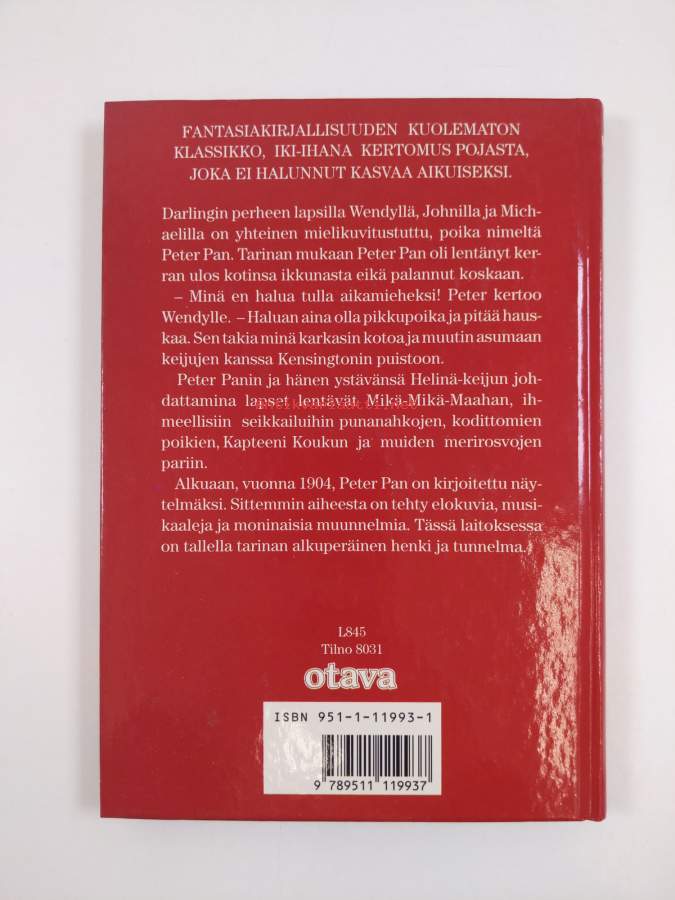 FANTASIAKIRJALLISUUDEN KUOLEMATON
KLASSIKKO, IKI-IHANA KERTOMUS POJASTA,
JOKA EI HALUNNUT KASVAA AIKUISEKSI.
Darlingin perheen lapsilla Wendyllä, Johnilla ja Mich-
aelilla on yhteinen mielikuvitustuttu, poika nimeltä
Peter Pan. Tarinan mukaan Peter Pan oli lentänyt ker-
ran ulos kotinsa ikkunasta eikä palannut koskaan.
– Minä en halua tulla aikamieheksi! Peter kertoo
Wendylle. – Haluan aina olla pikkupoika ja pitää haus-
kaa. Sen takia minä karkasin kotoa ja muutin asumaan
keijujen kanssa Kensingtonin puistoon.
Peter Panin ja hänen ystävänsä Helinä-keijun joh-
dattamina lapset lentävät Mikä-Mikä-Maahan, ih-
meellisiin seikkailuihin punanahkojen, kodittomien
poikien, Kapteeni Koukun ja muiden merirosvojen
pariin.
Alkuaan, vuonna 1904, Peter Pan on kirjoitettu näy-
telmäksi. Sittemmin aiheesta on tehty elokuvia, musi-
kaaleja ja moninaisia muunnelmia. Tässä laitoksessa
on tallella tarinan alkuperäinen henki ja tunnelma.
L845
Tilno 8031
otava
ISBN 951-1-11993-1
9 789511 119937